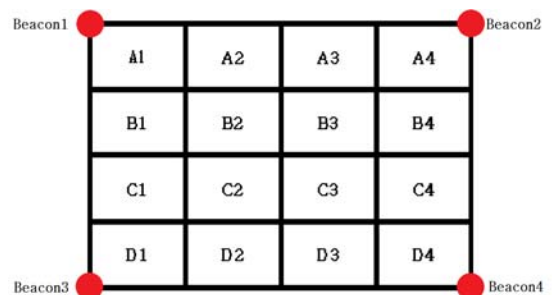 Beacon1 Beacon2
A1 A2 A3 A4
B1 B2 B3 B4
C1 C2 C3 C4
D1 D2 D3 D4
Beacon3 Beacon4